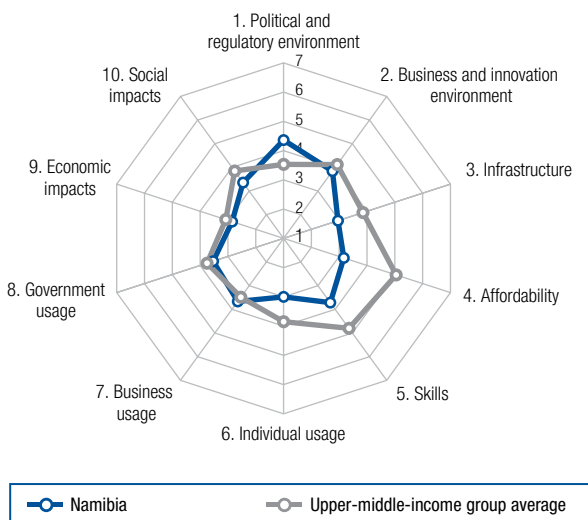 1. Political and
regulatory environment
2. Business and innovation
environment
3. Infrastructure
4. Affordability
5. Skills
6. Individual usage
7. Business
usage
8. Government
usage
9. Economic
impacts
10. Social
impacts
7
6
5
4
3
2
1
Namibia
Upper-middle-income group average